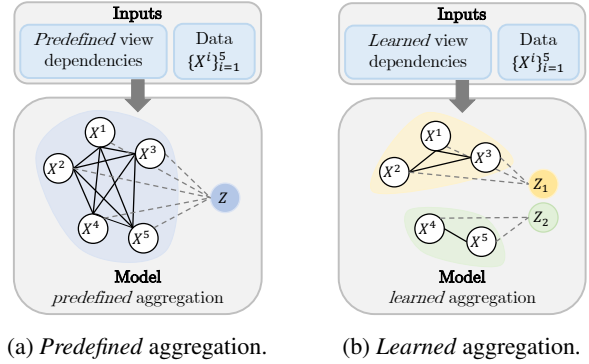 Inputs
Predefined view
dependencies
Data
{X^i}^5_{i=1}
X^1
X^2
X^3
X^4
X^5
Z
Model
predefined aggregation
(a) Predefined aggregation.
Inputs
Learned view
dependencies
Data
{X^i}^5_{i=1}
X^1
X^2
X^3
X^4
X^5
Z_1
Z_2
Model
learned aggregation
(b) Learned aggregation.